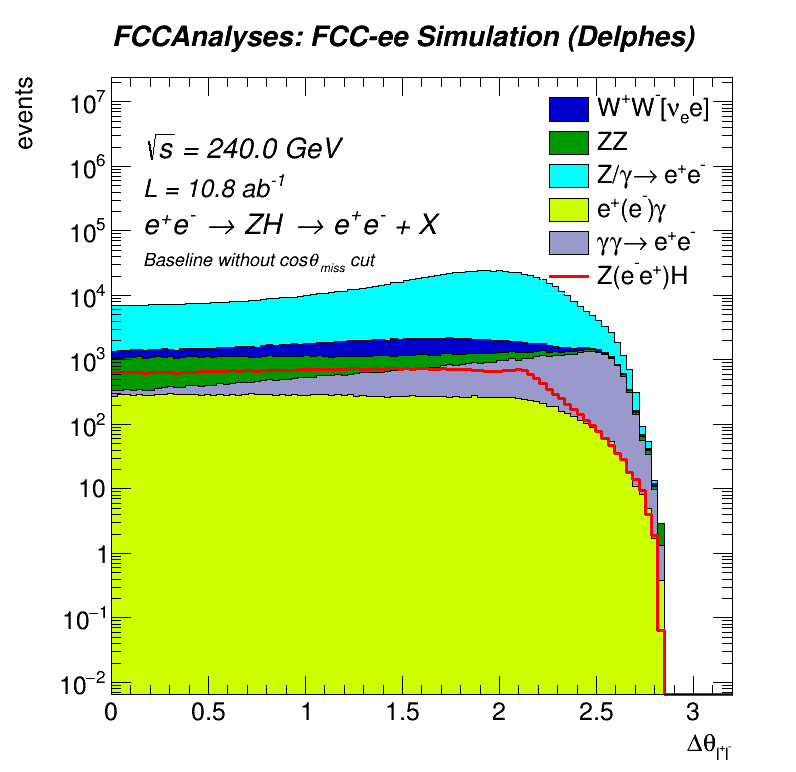 FCCAnalyses: FCC-ee Simulation (Delphes)
events
10⁷
10⁶
10⁵
10⁴
10³
10²
10
1
10⁻¹
10⁻²
√s = 240.0 GeV
L = 10.8 ab⁻¹
e⁺e⁻ → ZH → e⁺e⁻ + X
Baseline without cosθ_miss cut
W⁺W⁻[νₑe]
ZZ
Z/γ→ e⁺e⁻
e⁺(e⁻)γ
γγ→ e⁺e⁻
Z(e⁻e⁺)H
0 0.5 1 1.5 2 2.5 3
Δθ_l⁺l⁻